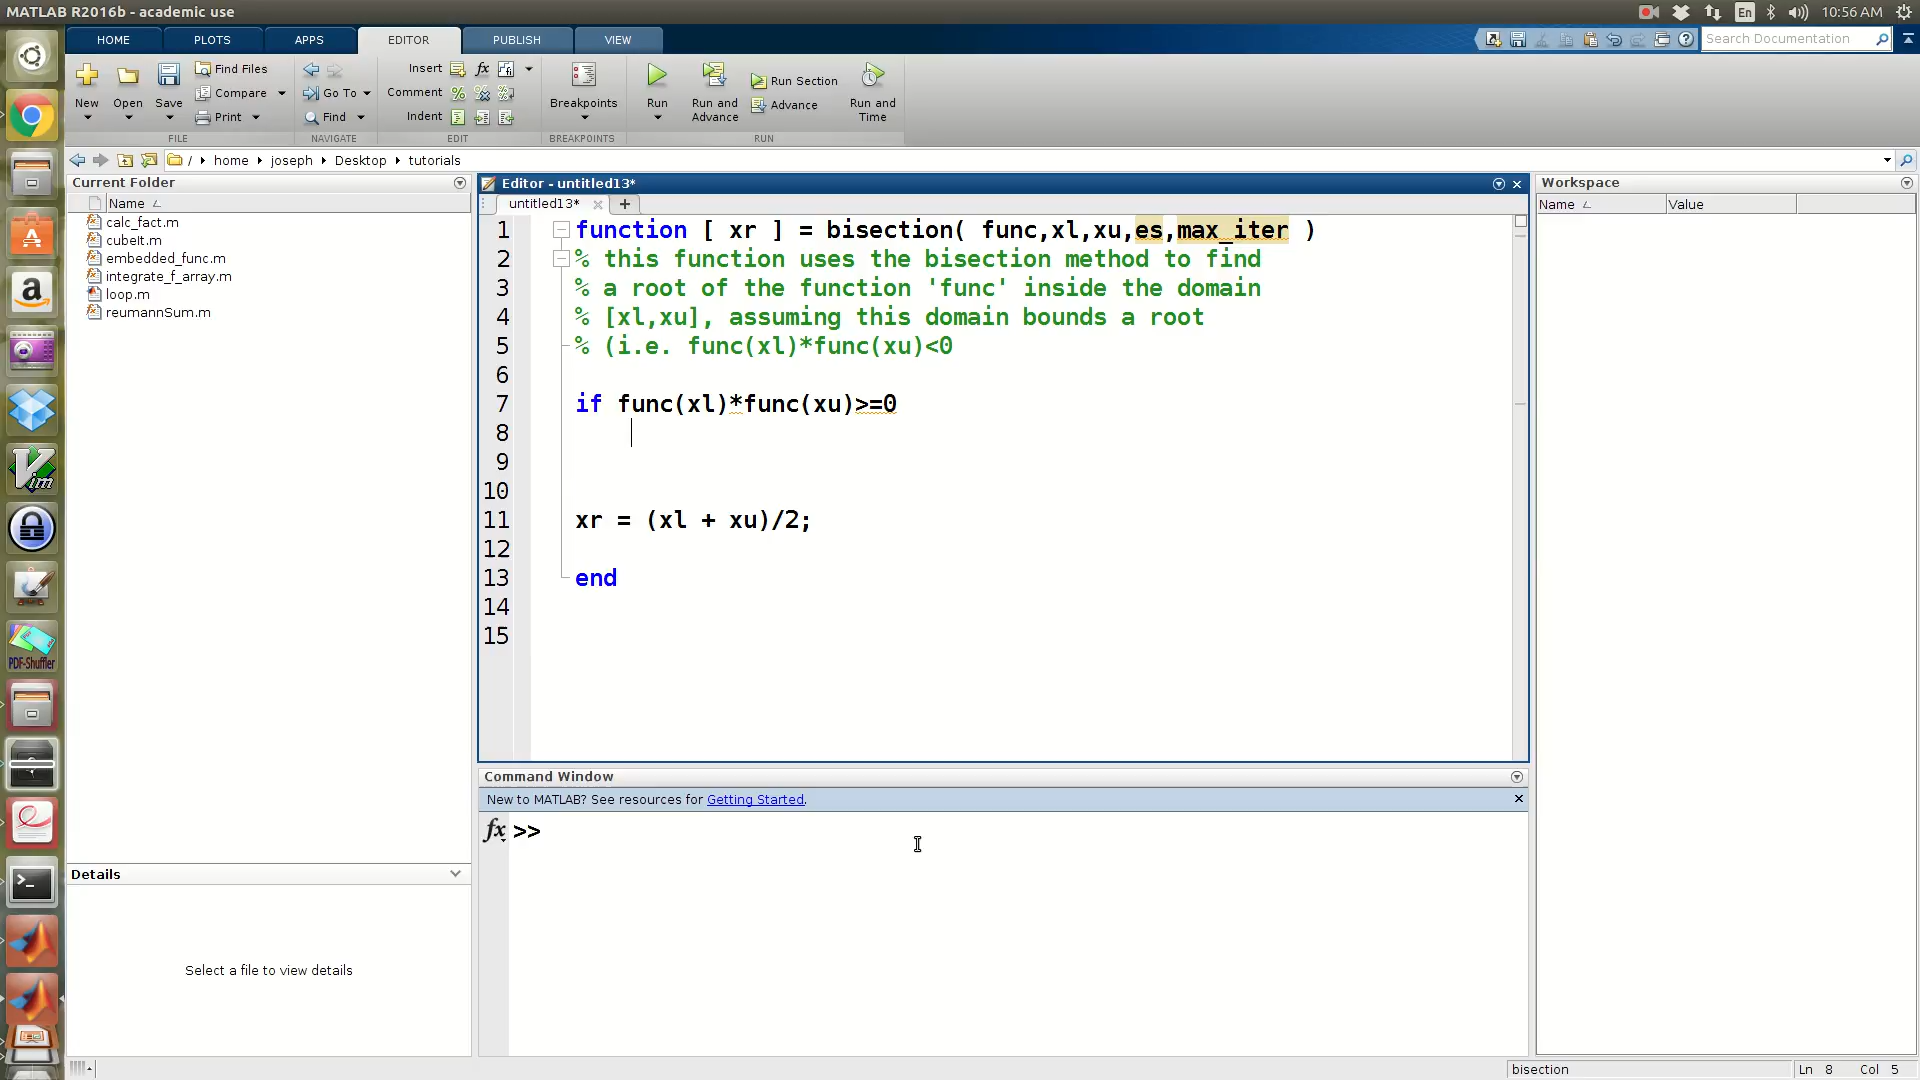 MATLAB R2016b - academic use
En
10:56 AM
HOME
PLOTS
APPS
EDITOR
PUBLISH
VIEW
Search Documentation
New
Open
Save
Find Files
Compare
Print
FILE
Go To
Find
NAVIGATE
Insert
fx
Comment
Indent
EDIT
Breakpoints
BREAKPOINTS
Run
Run and Advance
Run Section
Advance
Run and Time
RUN
/ home joseph Desktop tutorials
Current Folder
Name
calc_fact.m
cubeIt.m
embedded_func.m
integrate_f_array.m
loop.m
reumannSum.m
Details
Select a file to view details
Editor - untitled13*
untitled13*
1 function [ xr ] = bisection( func,xl,xu,es,max_iter )
2 % this function uses the bisection method to find
3 % a root of the function 'func' inside the domain
4 % [xl,xu], assuming this domain bounds a root
5 % (i.e. func(xl)*func(xu)<0
6
7 if func(xl)*func(xu)>=0
8
9
10
11 xr = (xl + xu)/2;
12
13 end
14
15
Command Window
New to MATLAB? See resources for Getting Started.
fx >>
Workspace
Name Value
PDF-Shuffler
bisection
Ln 8 Col 5